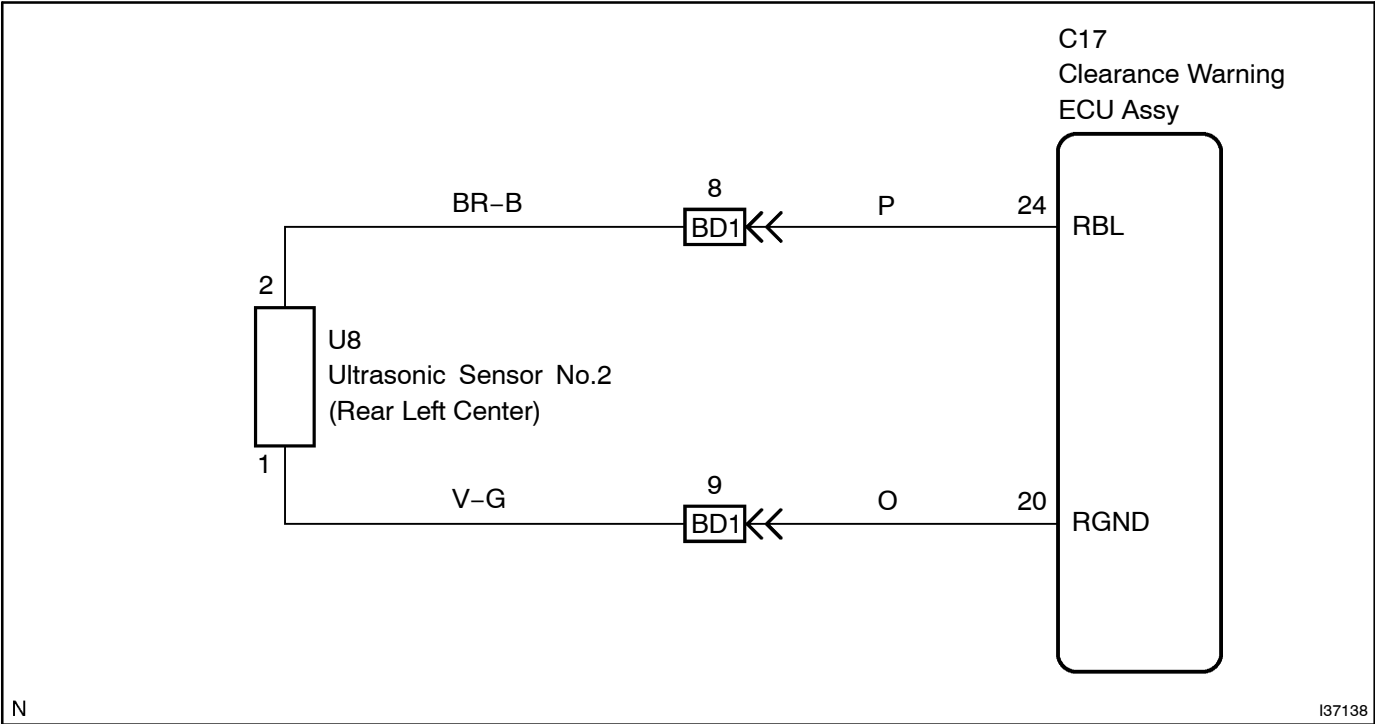 C17
Clearance Warning
ECU Assy
BR−B
8
BD1
P
24
RBL
2
U8
Ultrasonic Sensor No.2
(Rear Left Center)
1
V−G
9
BD1
O
20
RGND
N
I37138